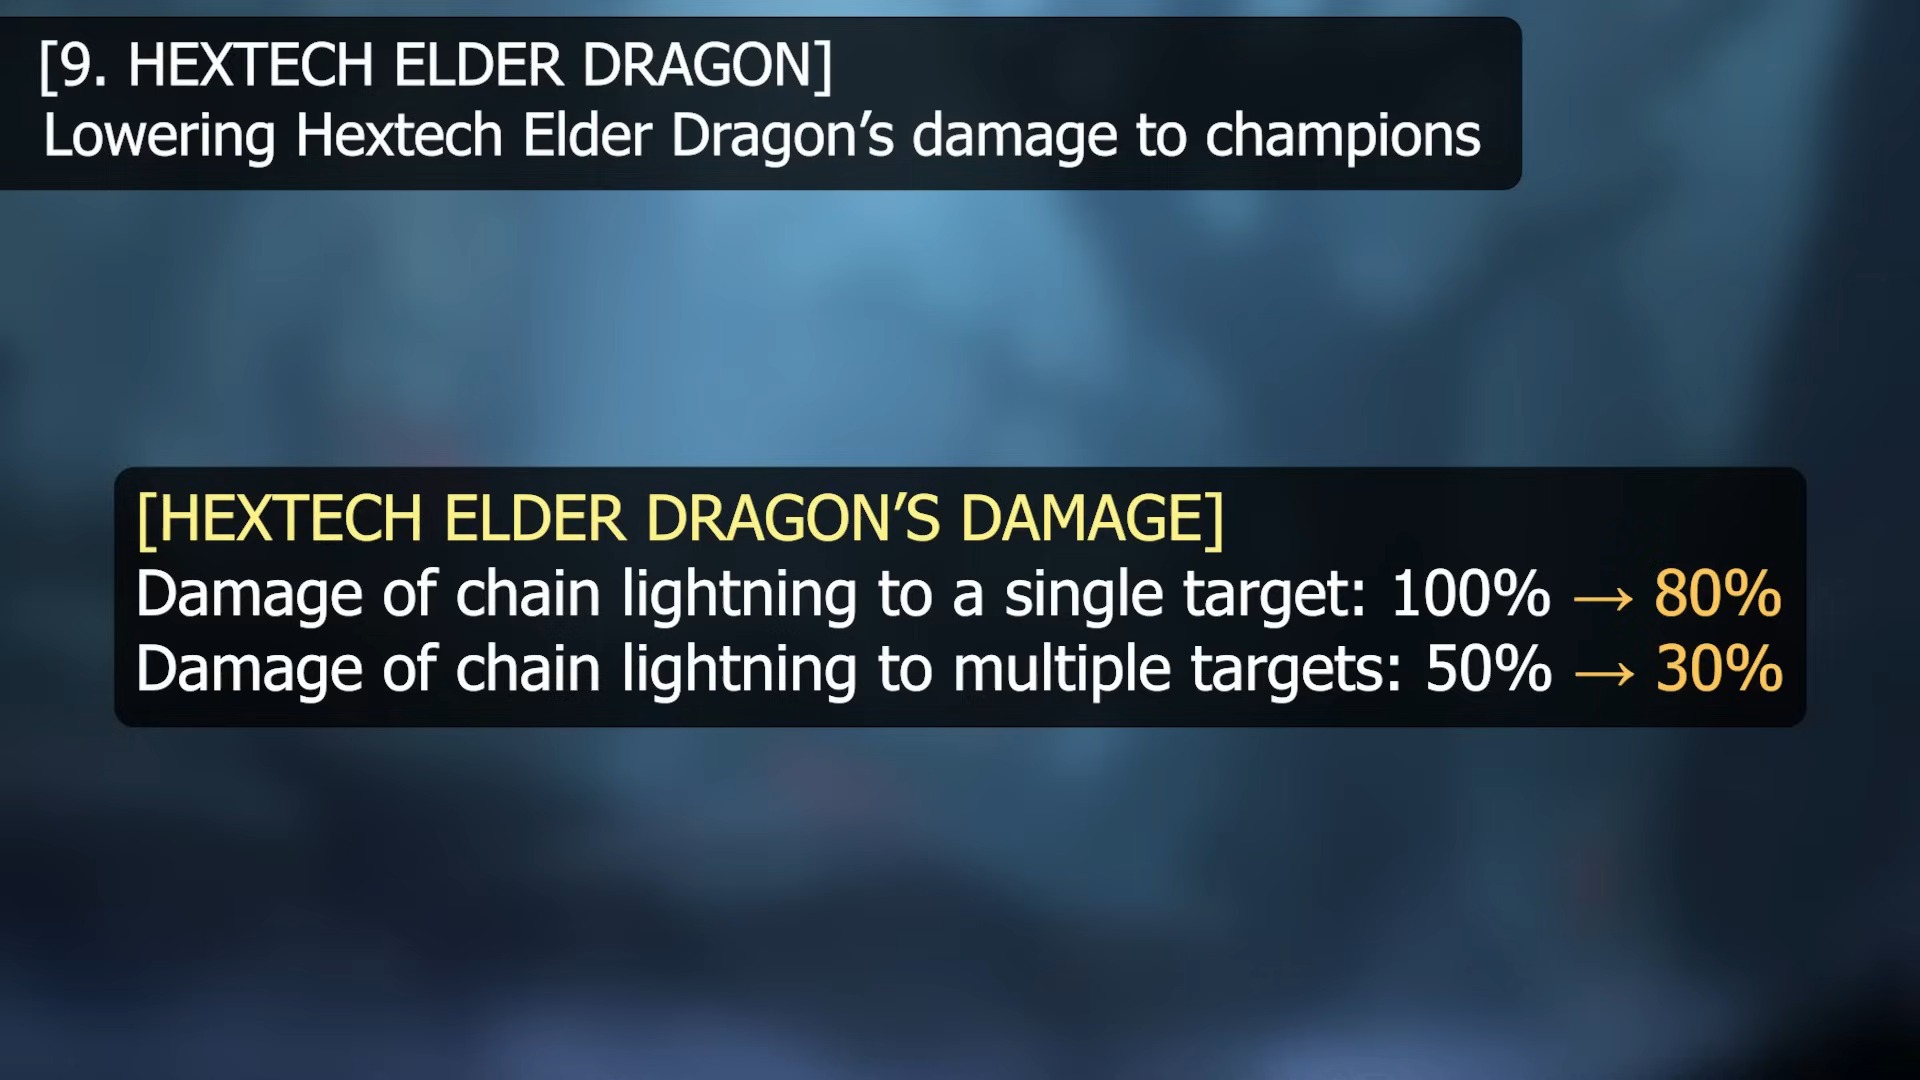 [9. HEXTECH ELDER DRAGON]
Lowering Hextech Elder Dragon’s damage to champions
[HEXTECH ELDER DRAGON’S DAMAGE]
Damage of chain lightning to a single target: 100% → 80%
Damage of chain lightning to multiple targets: 50% → 30%